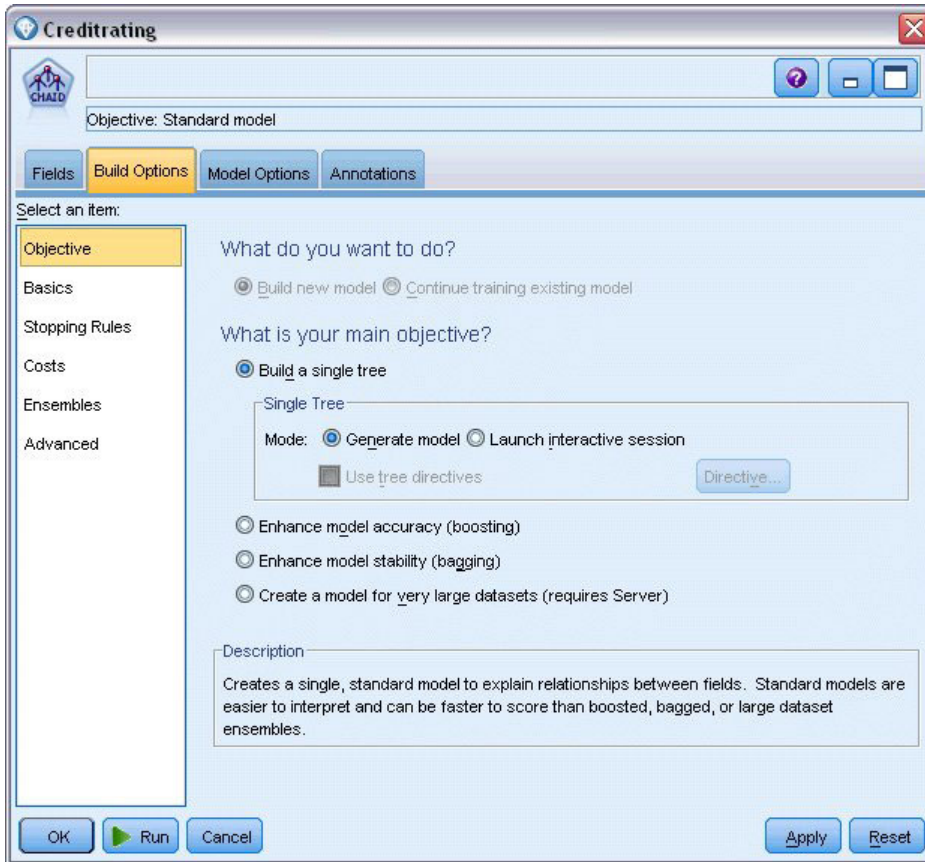 Creditrating
CHAID
Objective: Standard model
Fields Build Options Model Options Annotations
Select an item:
Objective
Basics
Stopping Rules
Costs
Ensembles
Advanced
What do you want to do?
Build new model Continue training existing model
What is your main objective?
Build a single tree
Single Tree
Mode: Generate model Launch interactive session
Use tree directives Directive...
Enhance model accuracy (boosting)
Enhance model stability (bagging)
Create a model for very large datasets (requires Server)
Description
Creates a single, standard model to explain relationships between fields. Standard models are
easier to interpret and can be faster to score than boosted, bagged, or large dataset
ensembles.
OK Run Cancel Apply Reset